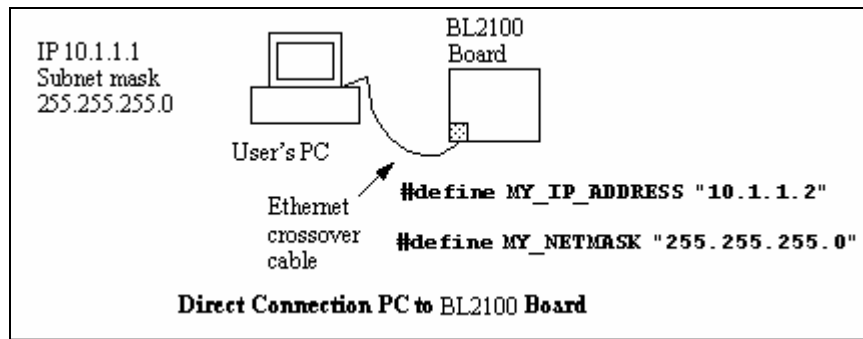 IP 10.1.1.1
Subnet mask
255.255.255.0
User's PC
BL2100
Board
Ethernet
crossover
cable
#define MY_IP_ADDRESS "10.1.1.2"
#define MY_NETMASK "255.255.255.0"
Direct Connection PC to BL2100 Board